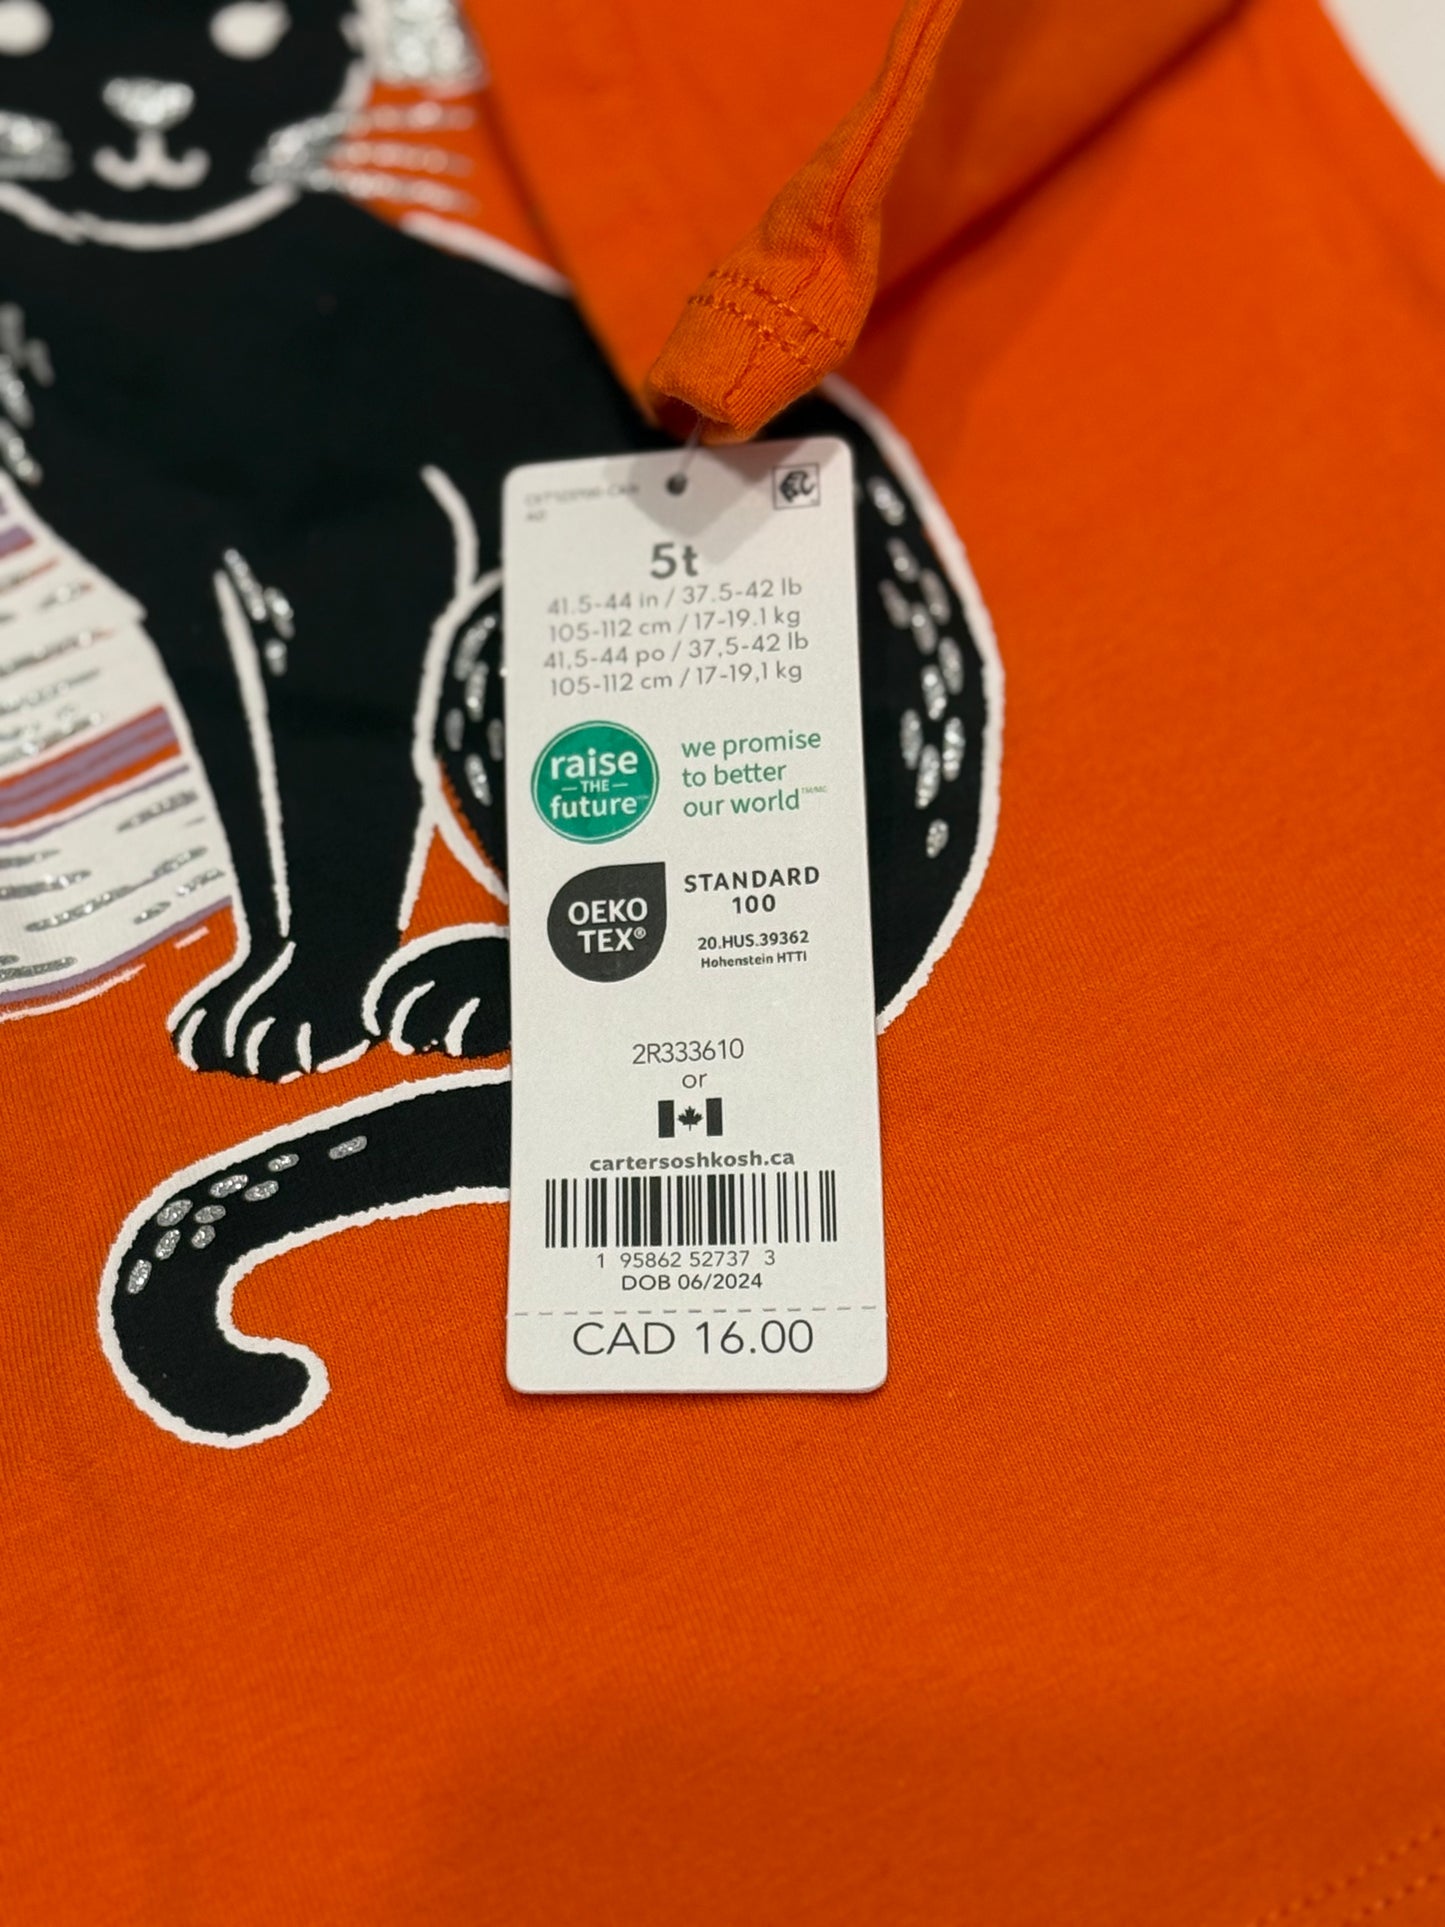 5t
41.5-44 in / 37.5-42 lb
105-112 cm / 17-19.1 kg
41,5-44 po / 37,5-42 lb
105-112 cm / 17-19,1 kg
raise
THE
future
we promise
to better
our world™/MC
OEKO
TEX®
STANDARD
100
20.HUS.39362
Hohenstein HTTI
2R333610
or
cartersoshkosh.ca
1 95862 52737 3
DOB 06/2024
CAD 16.00